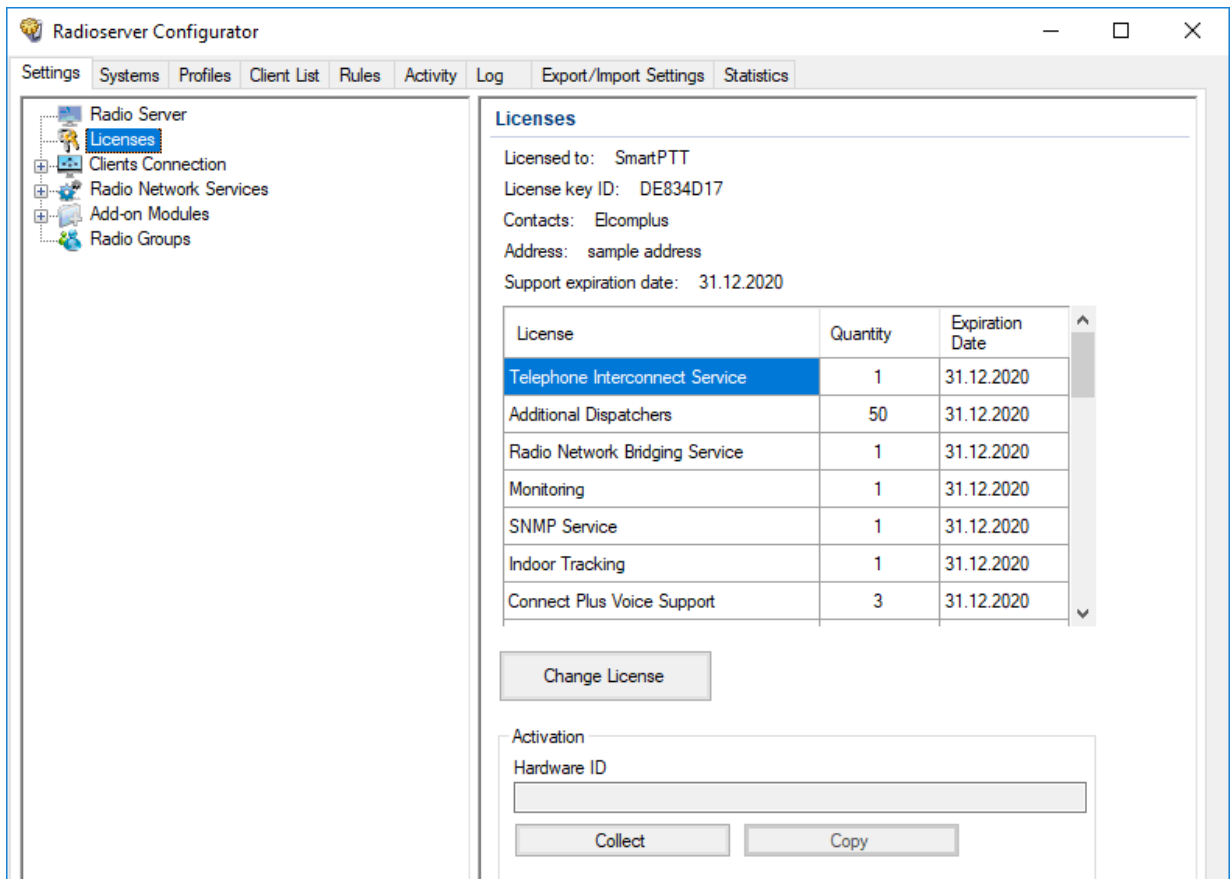 Radioserver Configurator
Settings Systems Profiles Client List Rules Activity Log Export/Import Settings Statistics
Radio Server
Licenses
Clients Connection
Radio Network Services
Add-on Modules
Radio Groups
Licenses
Licensed to: SmartPTT
License key ID: DE834D17
Contacts: Elcomplus
Address: sample address
Support expiration date: 31.12.2020
License Quantity Expiration
Date
Telephone Interconnect Service 1 31.12.2020
Additional Dispatchers 50 31.12.2020
Radio Network Bridging Service 1 31.12.2020
Monitoring 1 31.12.2020
SNMP Service 1 31.12.2020
Indoor Tracking 1 31.12.2020
Connect Plus Voice Support 3 31.12.2020
Change License
Activation
Hardware ID
Collect Copy